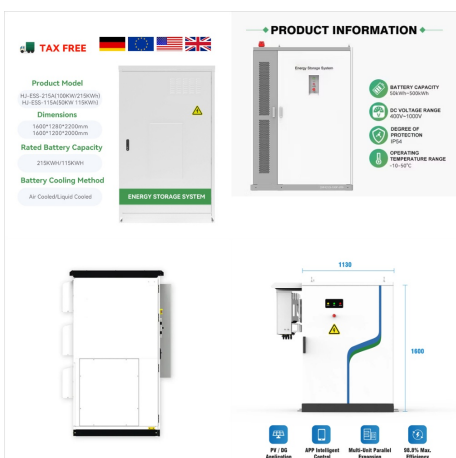 TAX FREE
Product Model
HJ-ESS-215A(100KW/215KWh)
HJ-ESS-115A(50KW 115KWh)
Dimensions
1600*1280*2200mm
1600*1200*2000mm
Rated Battery Capacity
215KWH/115KWH
Battery Cooling Method
Air Cooled/Liquid Cooled
ENERGY STORAGE SYSTEM
PRODUCT INFORMATION
Energy Storage System
BATTERY CAPACITY
50kWh~500kWh
DC VOLTAGE RANGE
400V~1000V
DEGREE OF
PROTECTION
IP54
OPERATING
TEMPERATURE RANGE
-10~50°C
1130
1600
PV / DG
Application
APP Intelligent
Control
Multi-Unit Parallel
Expansion
98.8% Max.
Efficiency